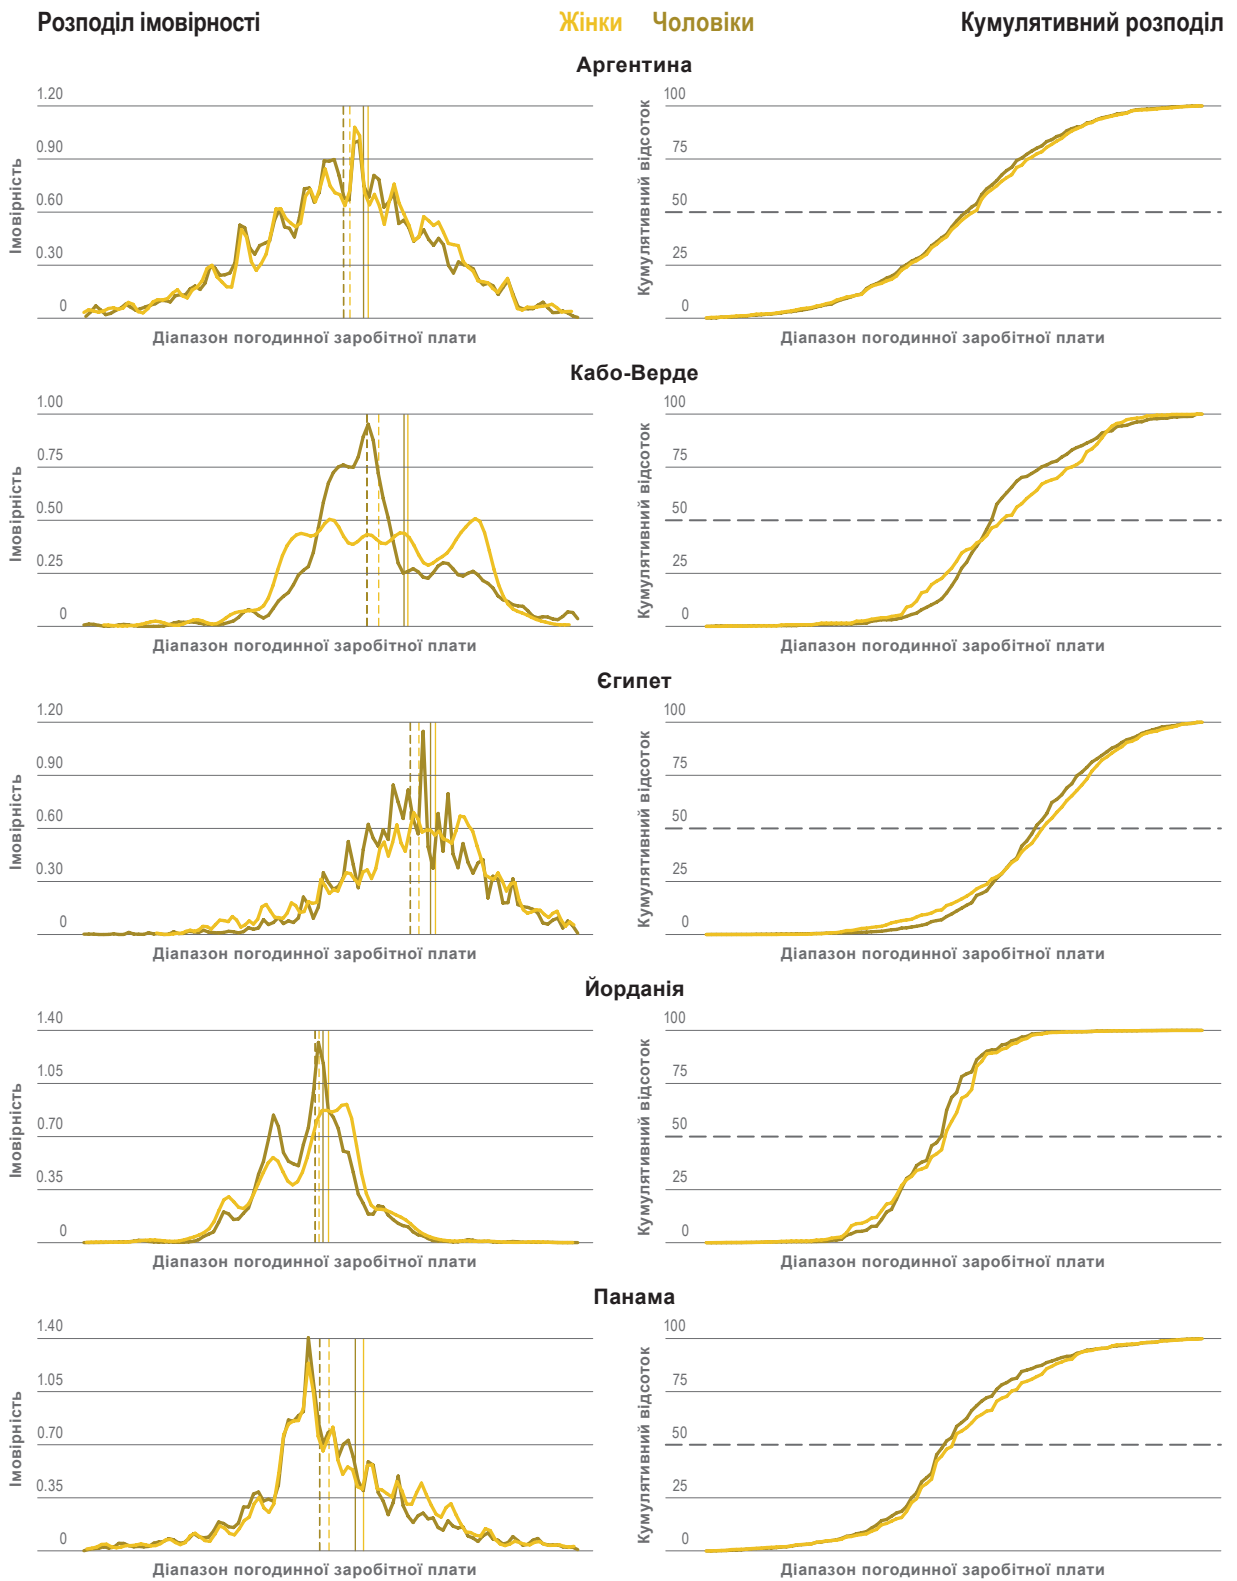 Розподіл імовірності
Жінки Чоловіки
Кумулятивний розподіл
Аргентина
Імовірність
1.20
0.90
0.60
0.30
0
Діапазон погодинної заробітної плати
Кумулятивний відсоток
100
75
50
25
0
Діапазон погодинної заробітної плати
Кабо-Верде
Імовірність
1.00
0.75
0.50
0.25
0
Діапазон погодинної заробітної плати
Кумулятивний відсоток
100
75
50
25
0
Діапазон погодинної заробітної плати
Єгипет
Імовірність
1.20
0.90
0.60
0.30
0
Діапазон погодинної заробітної плати
Кумулятивний відсоток
100
75
50
25
0
Діапазон погодинної заробітної плати
Йорданія
Імовірність
1.40
1.05
0.70
0.35
0
Діапазон погодинної заробітної плати
Кумулятивний відсоток
100
75
50
25
0
Діапазон погодинної заробітної плати
Панама
Імовірність
1.40
1.05
0.70
0.35
0
Діапазон погодинної заробітної плати
Кумулятивний відсоток
100
75
50
25
0
Діапазон погодинної заробітної плати